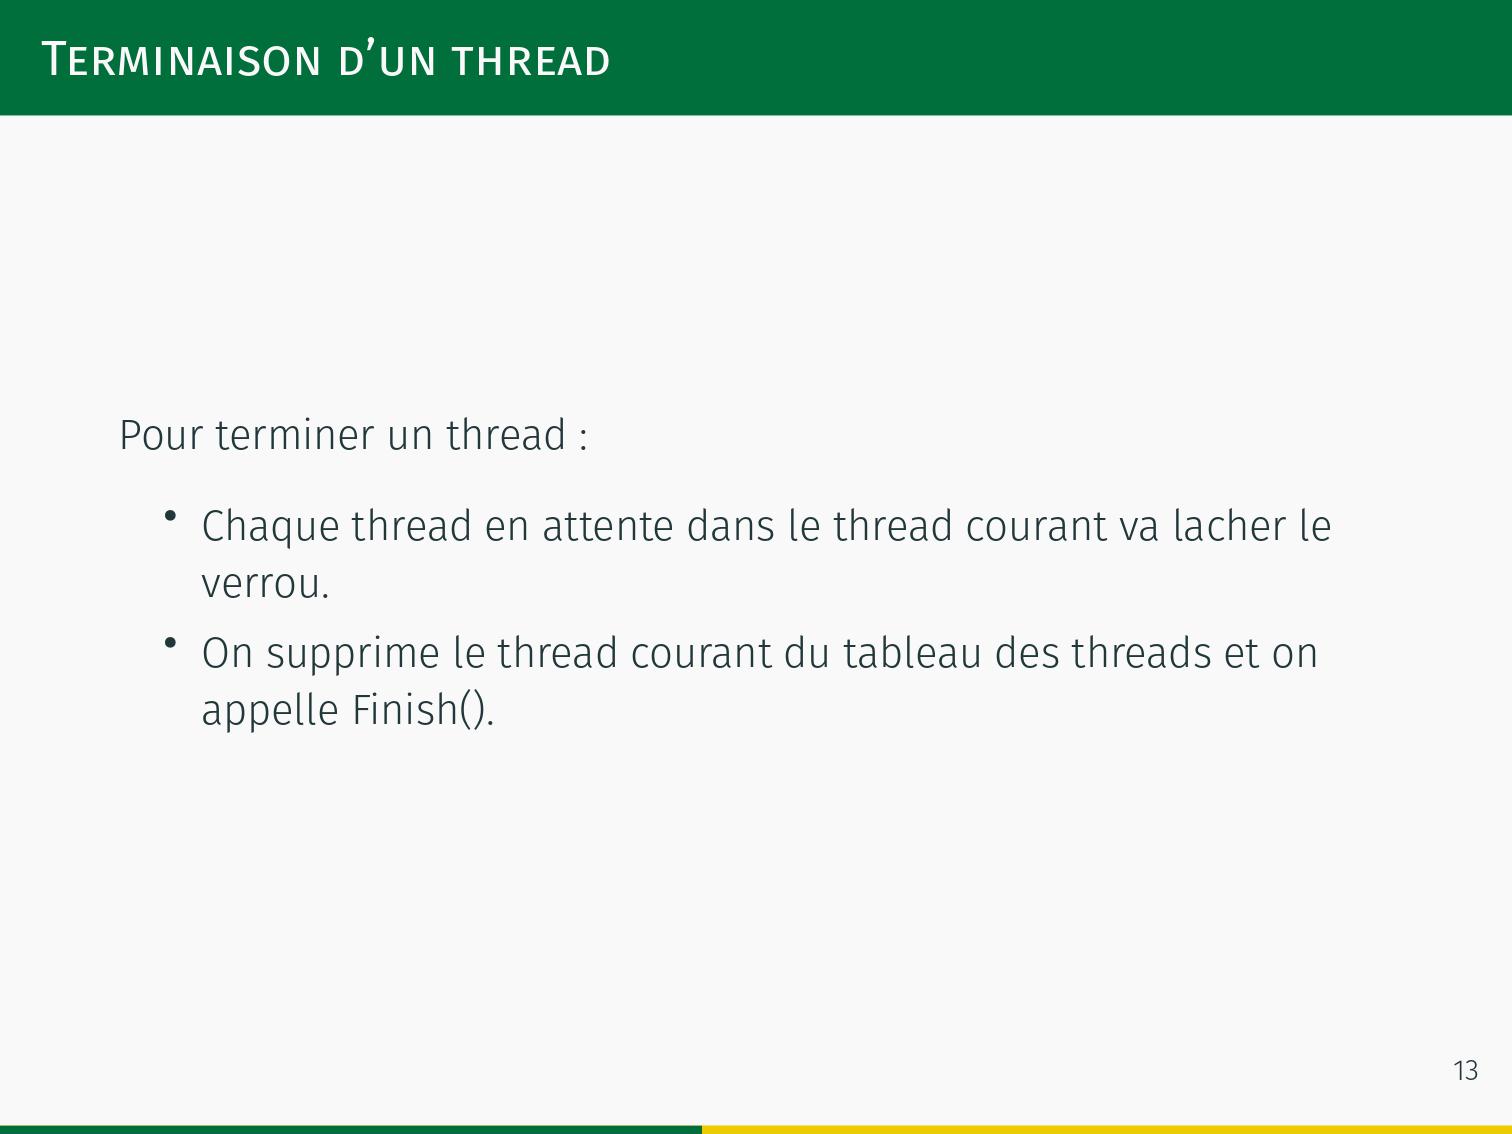 Terminaison d’un thread
Pour terminer un thread :
• Chaque thread en attente dans le thread courant va lacher le
verrou.
• On supprime le thread courant du tableau des threads et on
appelle Finish().
13